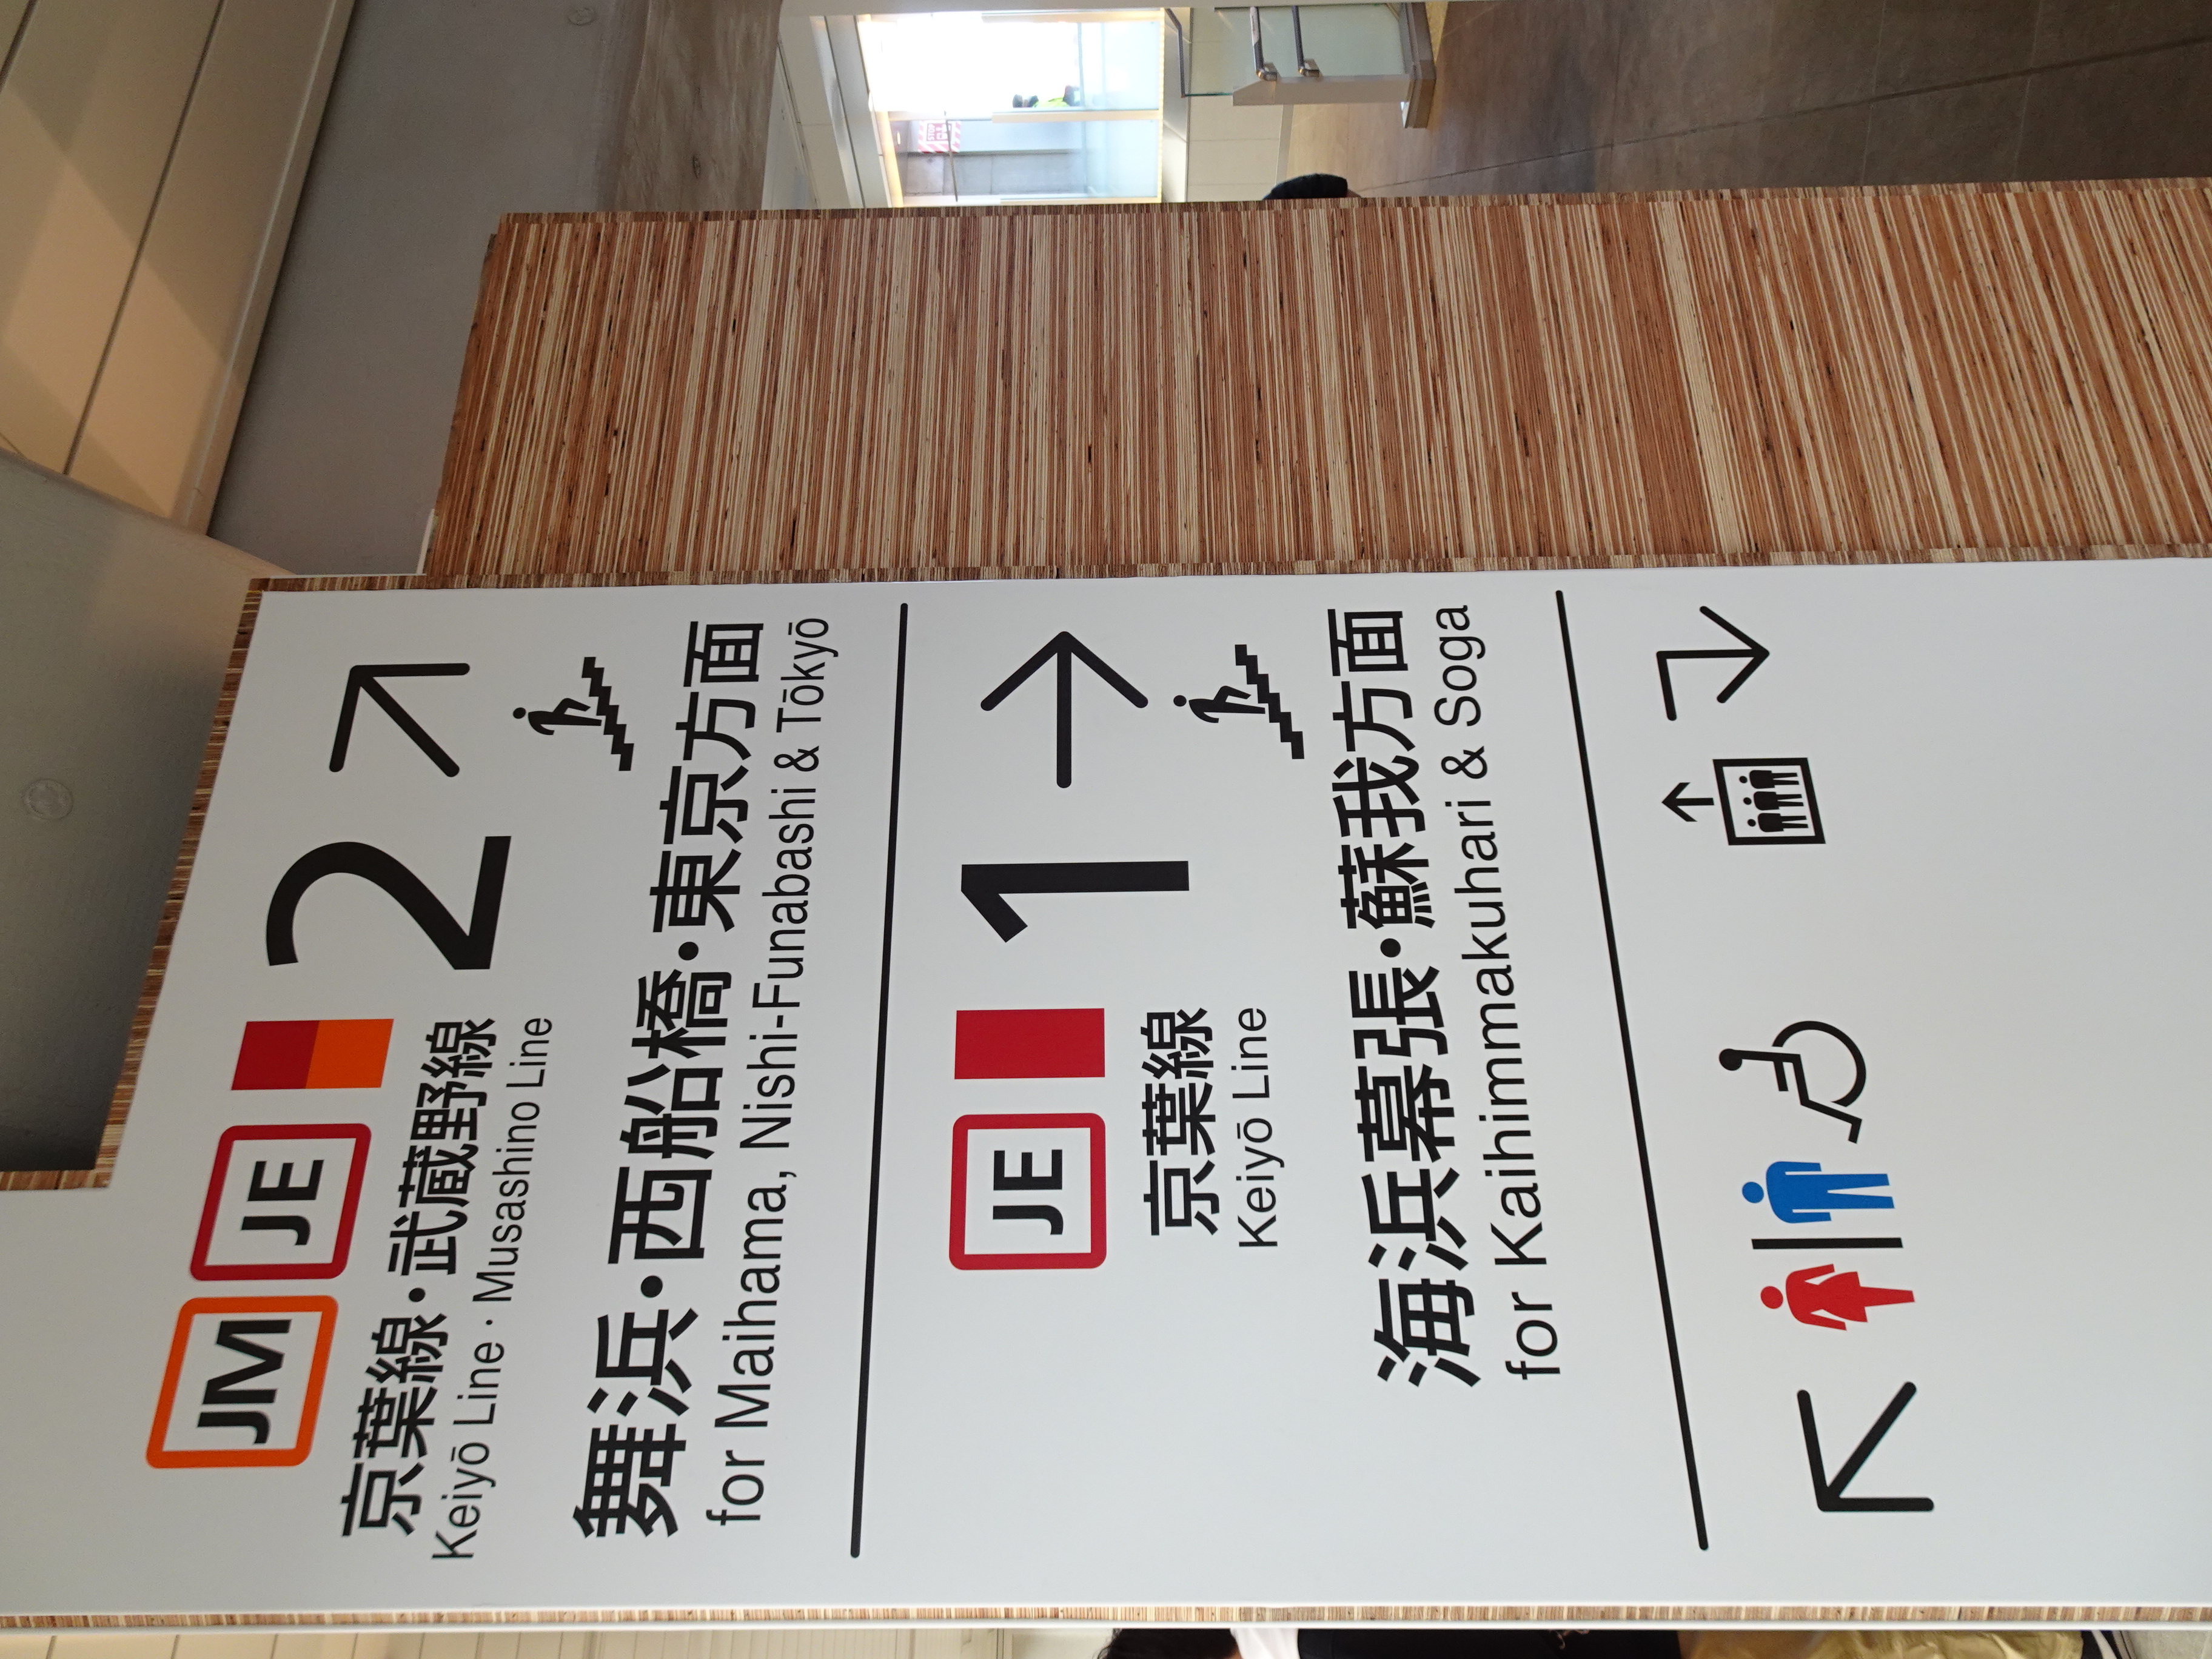 JM JE 2
京葉線・武蔵野線
Keiyō Line · Musashino Line
舞浜・西船橋・東京方面
for Maihama, Nishi-Funabashi & Tōkyō
JE 1
京葉線
Keiyō Line
海浜幕張・蘇我方面
for Kaihimmakuhari & Soga
STOP